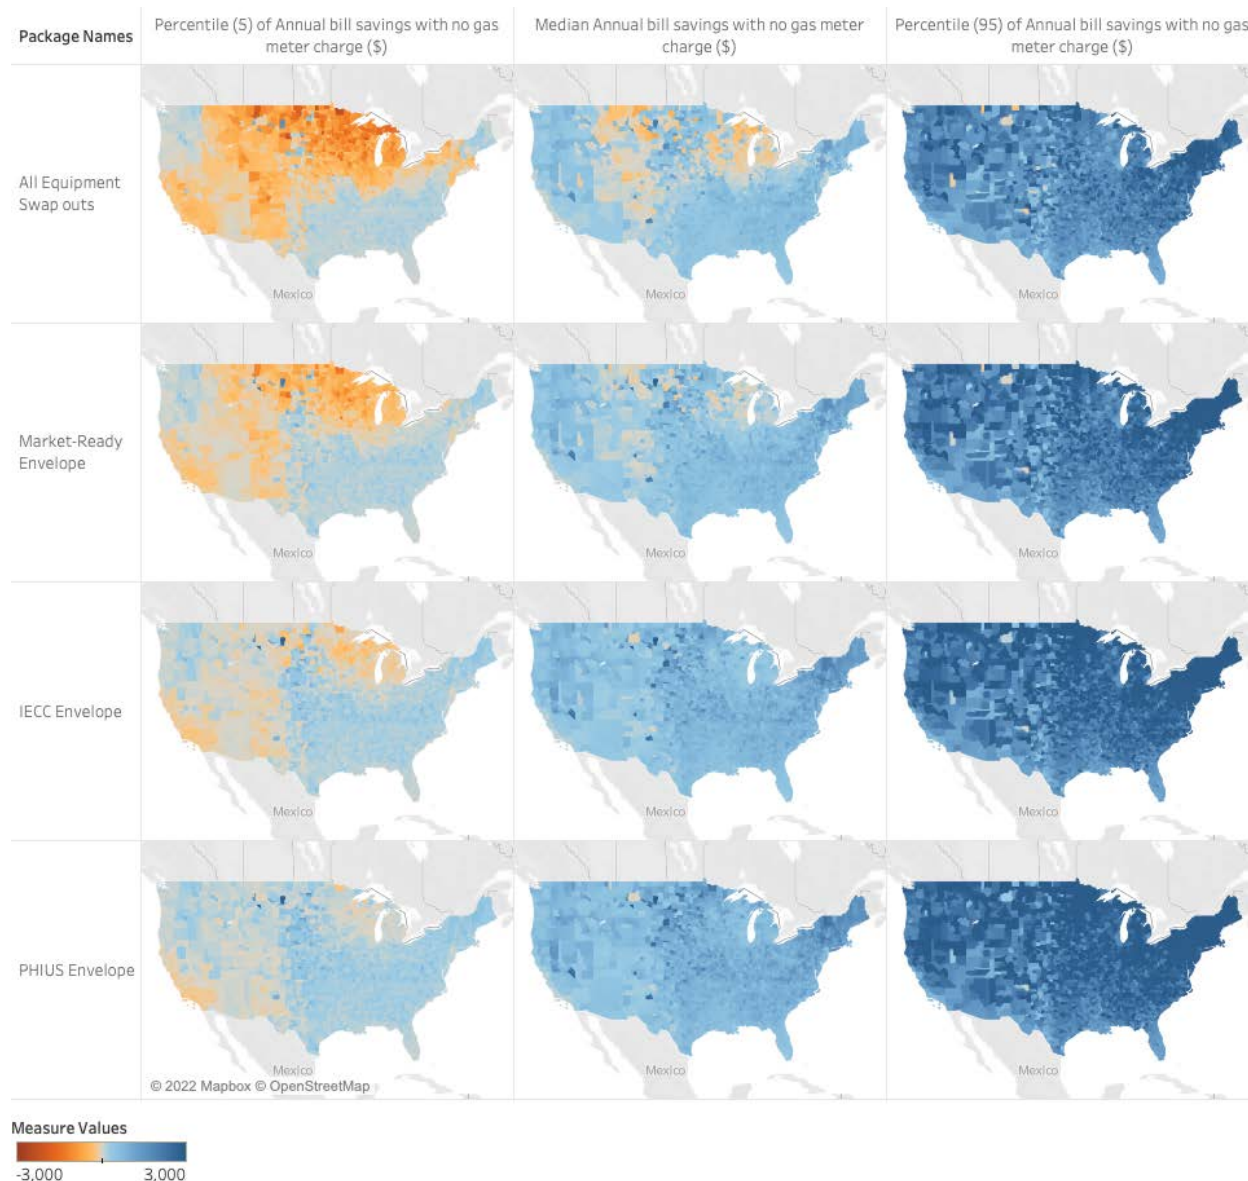 Package Names
Percentile (5) of Annual bill savings with no gas
meter charge ($)
Median Annual bill savings with no gas meter
charge ($)
Percentile (95) of Annual bill savings with no gas
meter charge ($)
All Equipment
Swap outs
Mexico
Mexico
Mexico
Market-Ready
Envelope
Mexico
Mexico
Mexico
IECC Envelope
Mexico
Mexico
Mexico
PHIUS Envelope
Mexico
Mexico
Mexico
© 2022 Mapbox © OpenStreetMap
Measure Values
-3,000
3,000